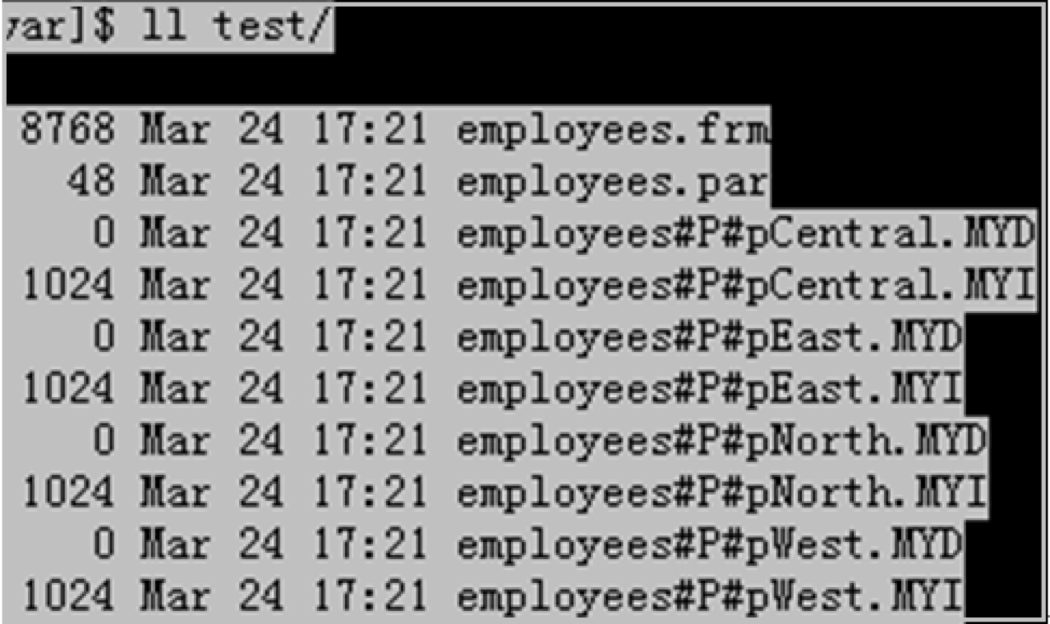 var]$ ll test/
8768 Mar 24 17:21 employees.frm
48 Mar 24 17:21 employees.par
0 Mar 24 17:21 employees#P#pCentral.MYD
1024 Mar 24 17:21 employees#P#pCentral.MYI
0 Mar 24 17:21 employees#P#pEast.MYD
1024 Mar 24 17:21 employees#P#pEast.MYI
0 Mar 24 17:21 employees#P#pNorth.MYD
1024 Mar 24 17:21 employees#P#pNorth.MYI
0 Mar 24 17:21 employees#P#pWest.MYD
1024 Mar 24 17:21 employees#P#pWest.MYI